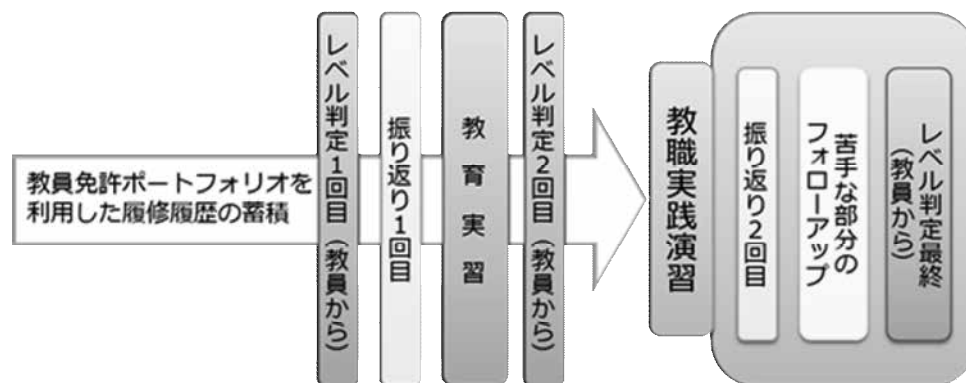 教員免許ポートフォリオを
利用した履修履歴の蓄積
レベル判定1回目（教員から）
振り返り1回目
教育実習
レベル判定2回目（教員から）
教職実践演習
振り返り2回目
苦手な部分の
フォローアップ
レベル判定最終
（教員から）